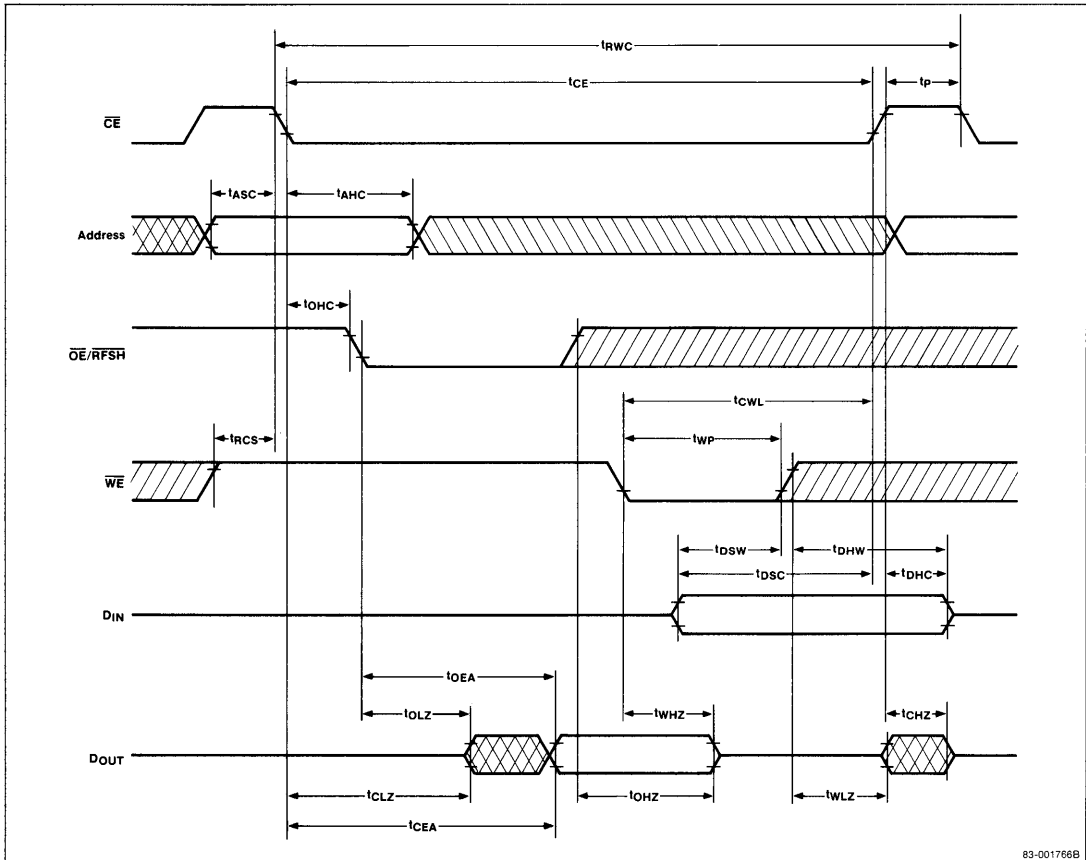 tRWC
tCE
tP
CE
tASC
tAHC
Address
tOHC
OE/RFSH
tCWL
tWP
tRCS
WE
tDSW
tDHW
tDSC
tDHC
DIN
tOEA
tOLZ
tWHZ
tCHZ
DOUT
tCLZ
tOHZ
tWLZ
tCEA
83-001766B